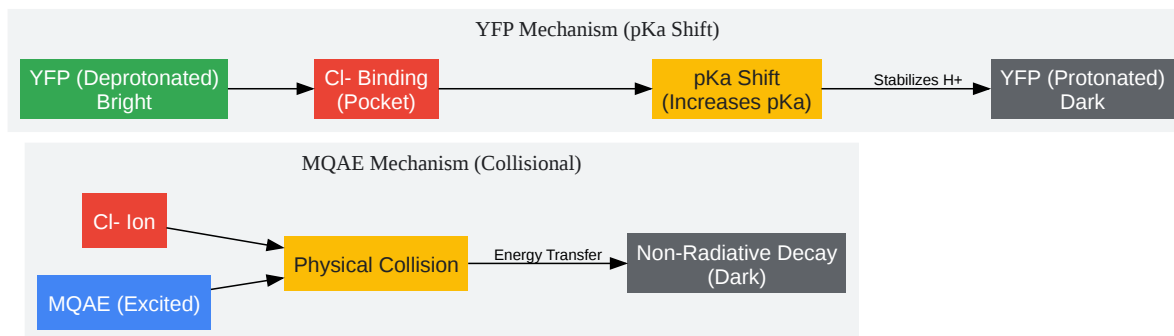 YFP Mechanism (pKa Shift)
YFP (Deprotonated)
Bright
Cl- Binding
(Pocket)
pKa Shift
(Increases pKa)
Stabilizes H+
YFP (Protonated)
Dark
MQAE Mechanism (Collisional)
Cl- Ion
MQAE (Excited)
Physical Collision
Energy Transfer
Non-Radiative Decay
(Dark)